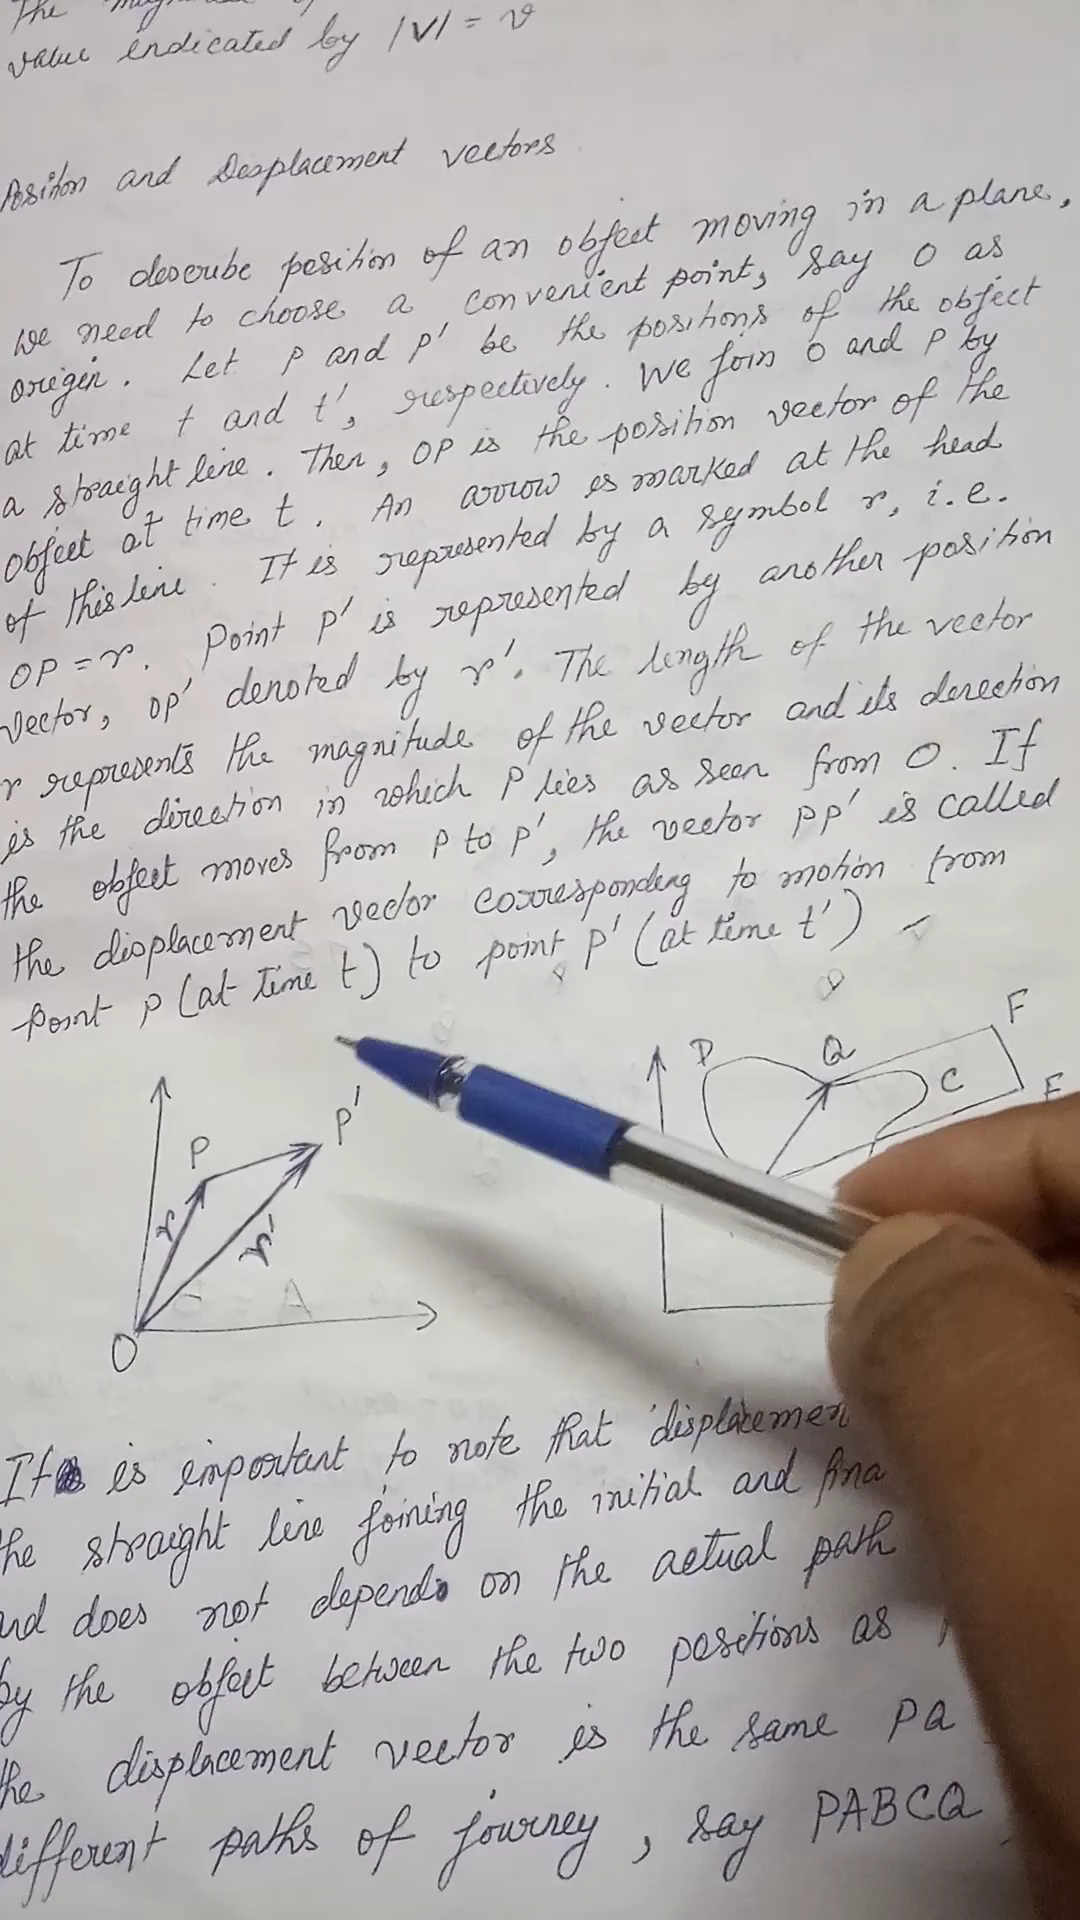 The
value indicated by |V| = v
Position and Displacement vectors.
To describe position of an object moving in a plane,
we need to choose a convenient point, say O as
origin. Let P and P' be the positions of the object
at time t and t', respectively. We join O and P by
a straight line. Then, OP is the position vector of the
object at time t. An arrow is marked at the head
of this line. It is represented by a symbol r, i.e.
OP = r. Point P' is represented by another position
vector, OP' denoted by r'. The length of the vector
r represents the magnitude of the vector and its direction
is the direction in which P lies as seen from O. If
the object moves from P to P', the vector PP' is called
the displacement vector corresponding to motion from
point P (at time t) to point P' (at time t')
P P'
r r'
O
D Q F
C E
It is important to note that displacemen
the straight line joining the initial and fina
and does not depend on the actual path
by the object between the two positions as
the displacement vector is the same PQ
different paths of journey, say PABCQ,